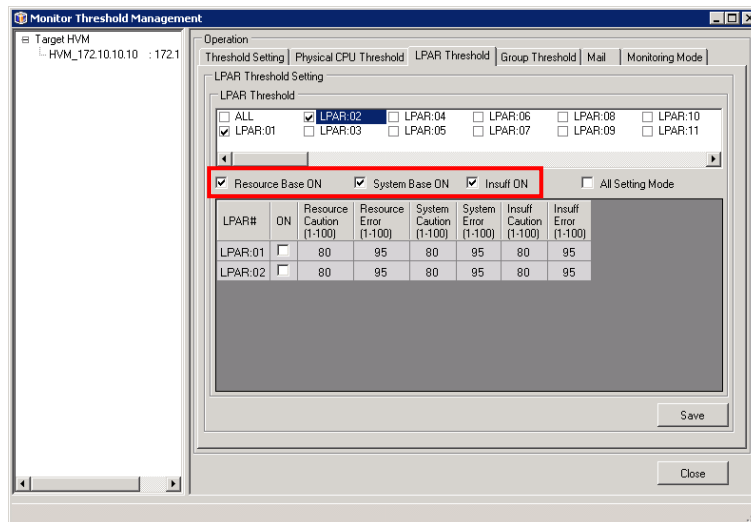 Monitor Threshold Management
Target HVM
HVM_172.10.10.10 : 172.1
Operation
Threshold Setting Physical CPU Threshold LPAR Threshold Group Threshold Mail Monitoring Mode
LPAR Threshold Setting
LPAR Threshold
ALL LPAR:02 LPAR:04 LPAR:06 LPAR:08 LPAR:10
LPAR:01 LPAR:03 LPAR:05 LPAR:07 LPAR:09 LPAR:11
Resource Base ON System Base ON Insuff ON All Setting Mode
LPAR# ON Resource Caution (1-100) Resource Error (1-100) System Caution (1-100) System Error (1-100) Insuff Caution (1-100) Insuff Error (1-100)
LPAR:01 80 95 80 95 80 95
LPAR:02 80 95 80 95 80 95
Save
Close